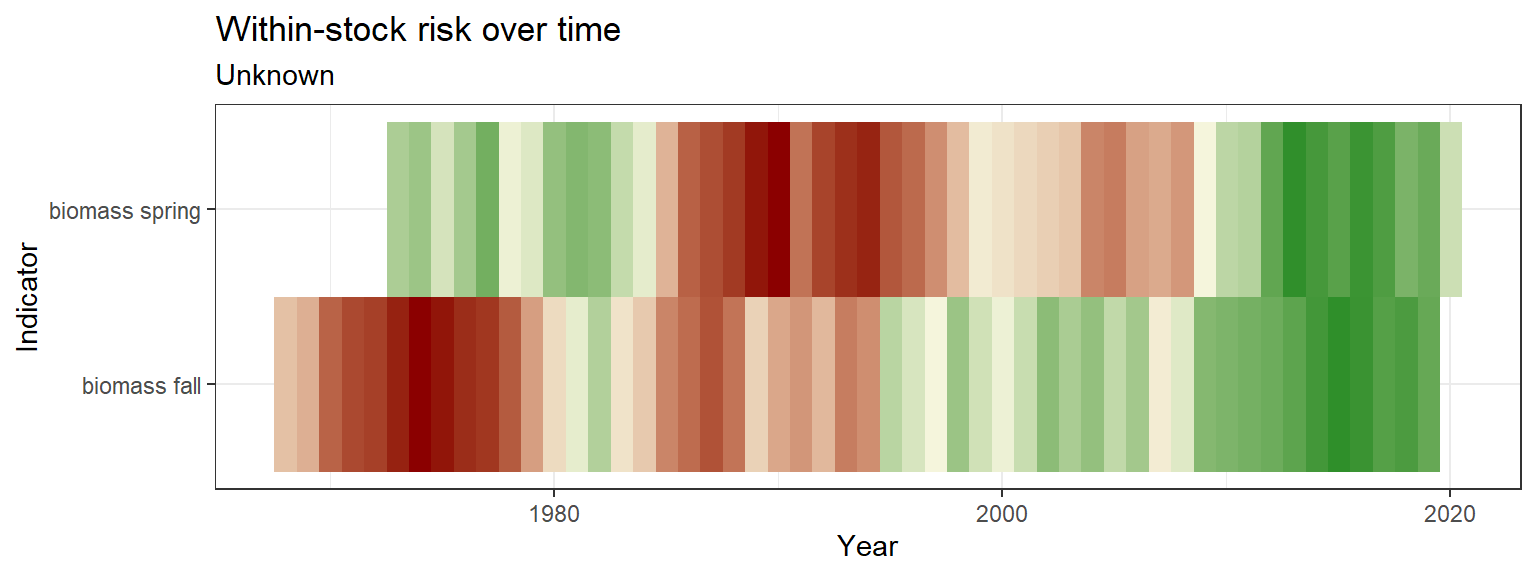 Within-stock risk over time
Unknown
Indicator
biomass spring
biomass fall
1980
2000
2020
Year